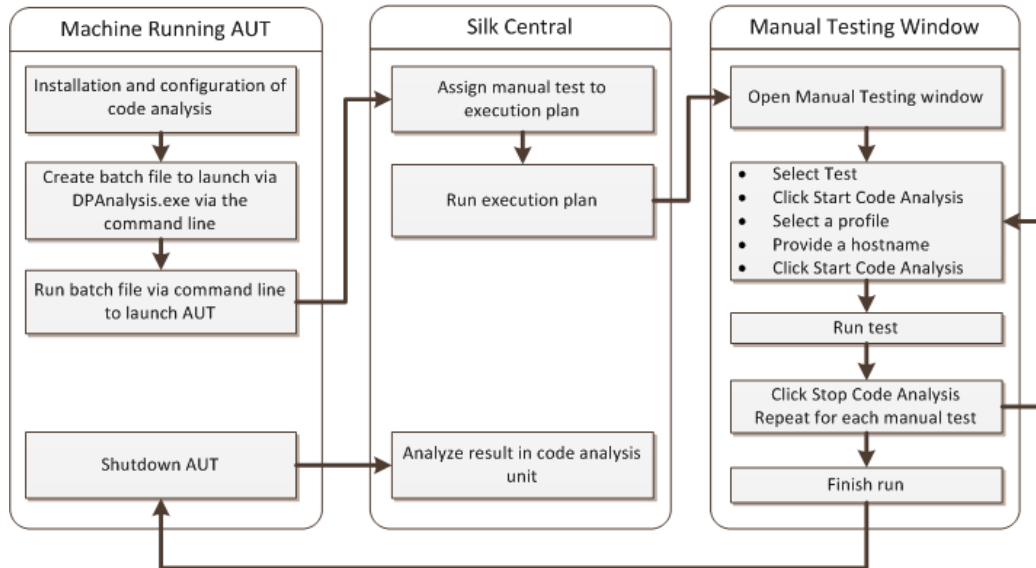 Machine Running AUT
Installation and configuration of
code analysis
Create batch file to launch via
DPAnalysis.exe via the
command line
Run batch file via command line
to launch AUT
Shutdown AUT
Silk Central
Assign manual test to
execution plan
Run execution plan
Analyze result in code analysis
unit
Manual Testing Window
Open Manual Testing window
• Select Test
• Click Start Code Analysis
• Select a profile
• Provide a hostname
• Click Start Code Analysis
Run test
Click Stop Code Analysis
Repeat for each manual test
Finish run